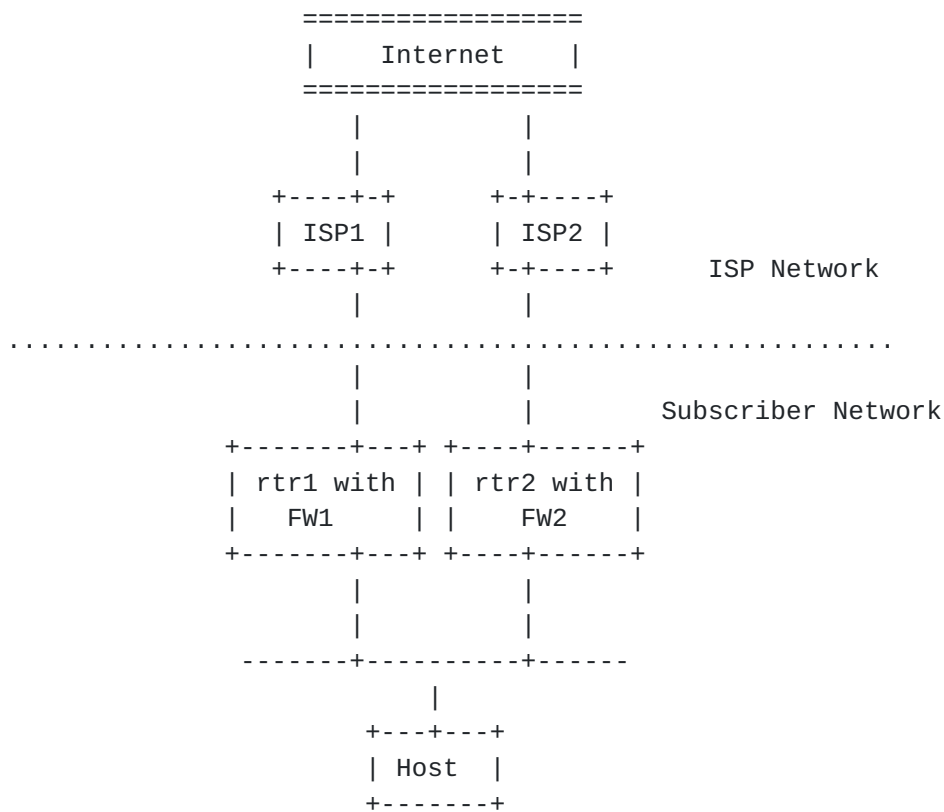 ==================
|    Internet    |
==================
|          |
|          |
+----+-+      +-+----+
| ISP1 |      | ISP2 |
+----+-+      +-+----+      ISP Network
|          |
.........................................................
|          |
|          |        Subscriber Network
+-------+---+ +----+------+
| rtr1 with | | rtr2 with |
|    FW1    | |    FW2    |
+-------+---+ +----+------+
|          |
|          |
-------+----------+------
|
+---+---+
| Host  |
+-------+